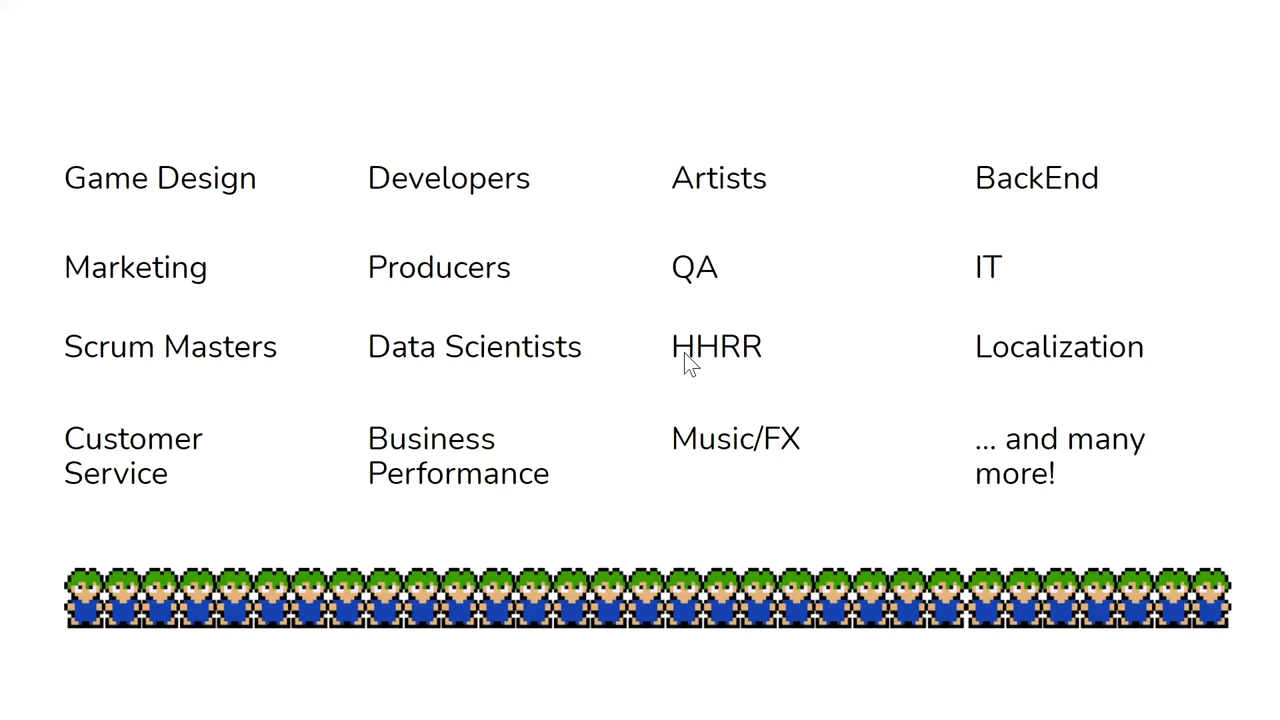 Game Design
Developers
Artists
BackEnd
Marketing
Producers
QA
IT
Scrum Masters
Data Scientists
HHRR
Localization
Customer
Service
Business
Performance
Music/FX
... and many
more!